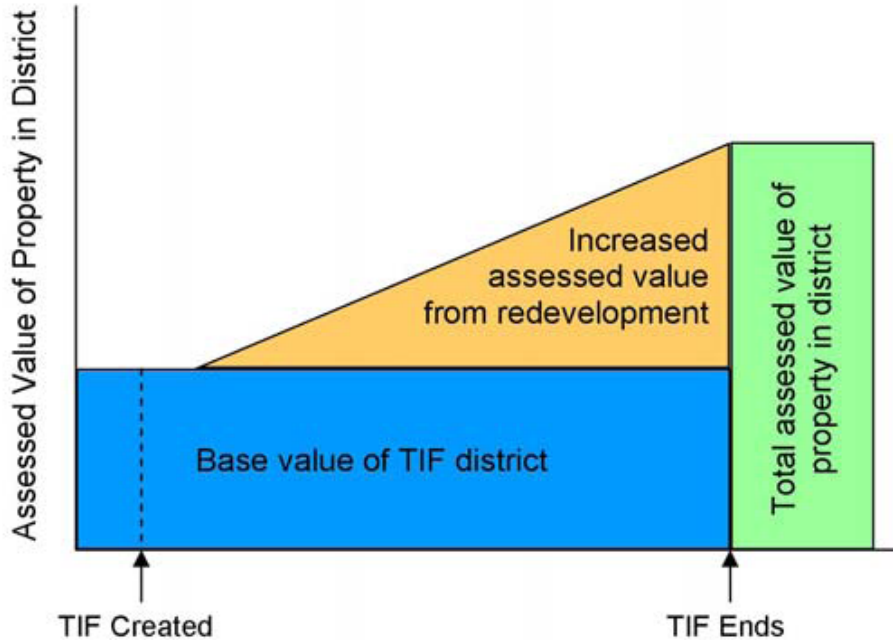 Assessed Value of Property in District
Increased
assessed value
from redevelopment
Base value of TIF district
Total assessed value of
property in district
TIF Created
TIF Ends